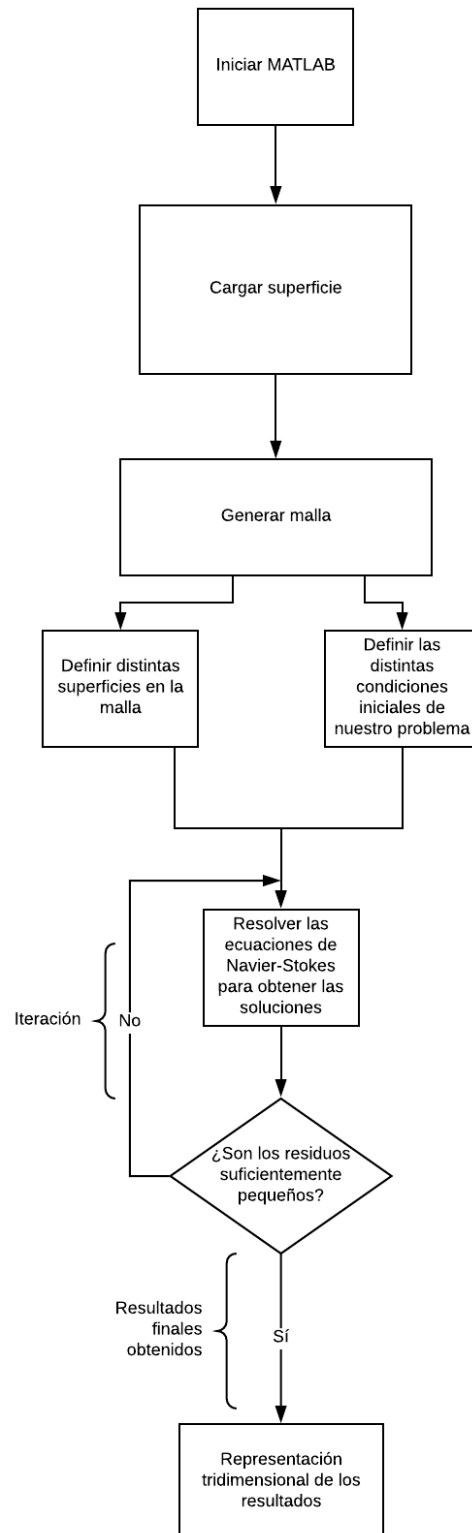 Iniciar MATLAB
Cargar superficie
Generar malla
Definir distintas
superficies en la
malla
Definir las
distintas
condiciones
iniciales de
nuestro problema
Resolver las
ecuaciones de
Navier-Stokes
para obtener las
soluciones
Iteración
No
¿Son los residuos
suficientemente
pequeños?
Resultados
finales
obtenidos
Sí
Representación
tridimensional de los
resultados